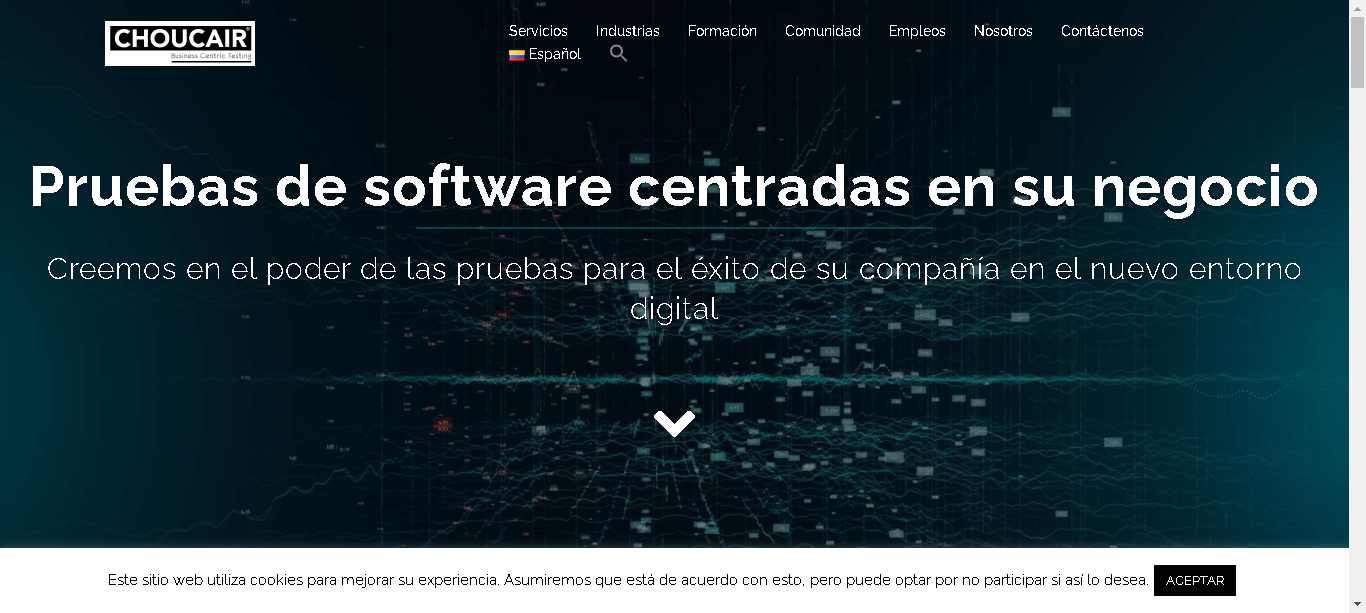 CHOUCAIR®
Business Centric Testing
Servicios Industrias Formación Comunidad Empleos Nosotros Contáctenos
Español
Pruebas de software centradas en su negocio
Creemos en el poder de las pruebas para el éxito de su compañía en el nuevo entorno
digital
Este sitio web utiliza cookies para mejorar su experiencia. Asumiremos que está de acuerdo con esto, pero puede optar por no participar si así lo desea. ACEPTAR